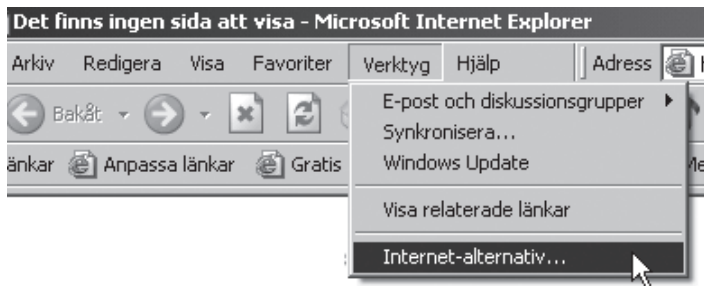 Det finns ingen sida att visa - Microsoft Internet Explorer
Arkiv Redigera Visa Favoriter Verktyg Hjälp Adress
Bakåt
änkar Anpassa länkar Gratis
E-post och diskussionsgrupper
Synkronisera...
Windows Update
Visa relaterade länkar
Internet-alternativ...